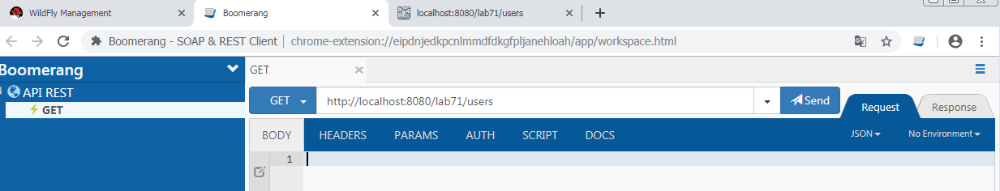 WildFly Management
Boomerang
localhost:8080/lab71/users
Boomerang - SOAP & REST Client
chrome-extension://eipdnjedkpcnlmmdfdkgfpljanehloah/app/workspace.html
Boomerang
GET
API REST
GET
GET
http://localhost:8080/lab71/users
Send
Request
Response
BODY
HEADERS
PARAMS
AUTH
SCRIPT
DOCS
JSON
No Environment
1